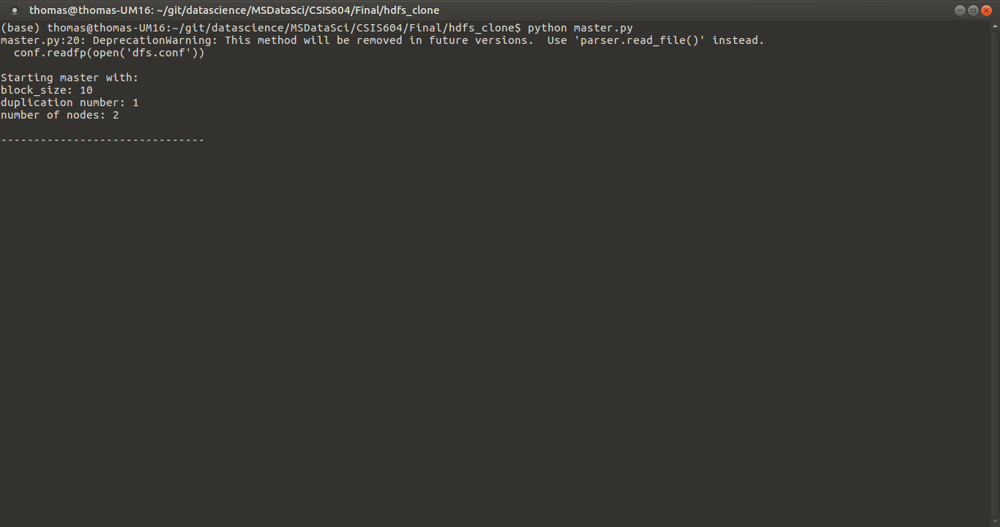 thomas@thomas-UM16: ~/git/datascience/MSDataSci/CSIS604/Final/hdfs_clone
(base) thomas@thomas-UM16:~/git/datascience/MSDataSci/CSIS604/Final/hdfs_clone$ python master.py
master.py:20: DeprecationWarning: This method will be removed in future versions.  Use 'parser.read_file()' instead.
  conf.readfp(open('dfs.conf'))
Starting master with:
block_size: 10
duplication number: 1
number of nodes: 2
-------------------------------